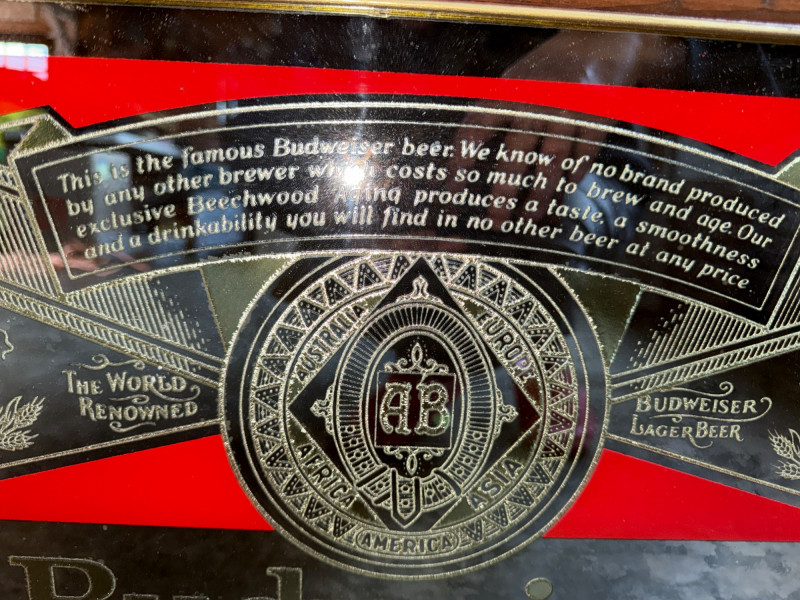 This is the famous Budweiser beer. We know of no brand produced
by any other brewer which costs so much to brew and age. Our
exclusive Beechwood Aging produces a taste, a smoothness
and a drinkability you will find in no other beer at any price
THE WORLD
RENOWNED
AUSTRALIA
EUROPE
AB
AFRICA
ASIA
AMERICA
BUDWEISER
LAGER BEER
Budwei